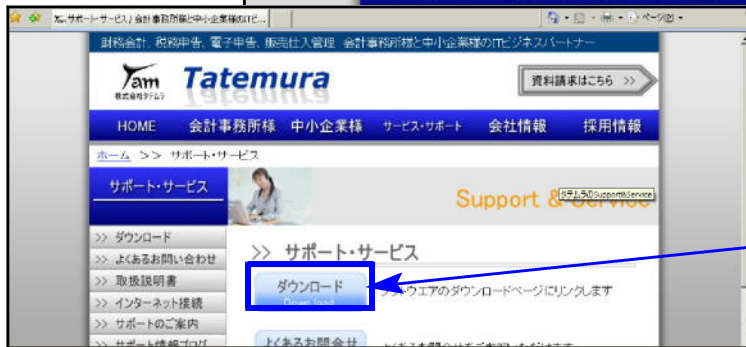 サポート・サービス」会計事務所様と中小企業様のITビ...
ページ(P)
財務会計、税務申告、電子申告、販売仕入管理 会計事務所様と中小企業様のITビジネスパートナー
Tam
株式会社タテムラ
Tatemura
資料請求はこちら >>
HOME 会計事務所様 中小企業様 サービス・サポート 会社情報 採用情報
ホーム >> サポート・サービス
サポート・サービス
Support & Service
タテムラのSupport&Service
>> ダウンロード
>> よくあるお問い合わせ
>> 取扱説明書
>> インターネット接続
>> サポートのご案内
>> サポート情報ブログ
>> サポート・サービス
ダウンロード
Down load
ソフトウエアのダウンロードページにリンクします
よくあるお問合せ